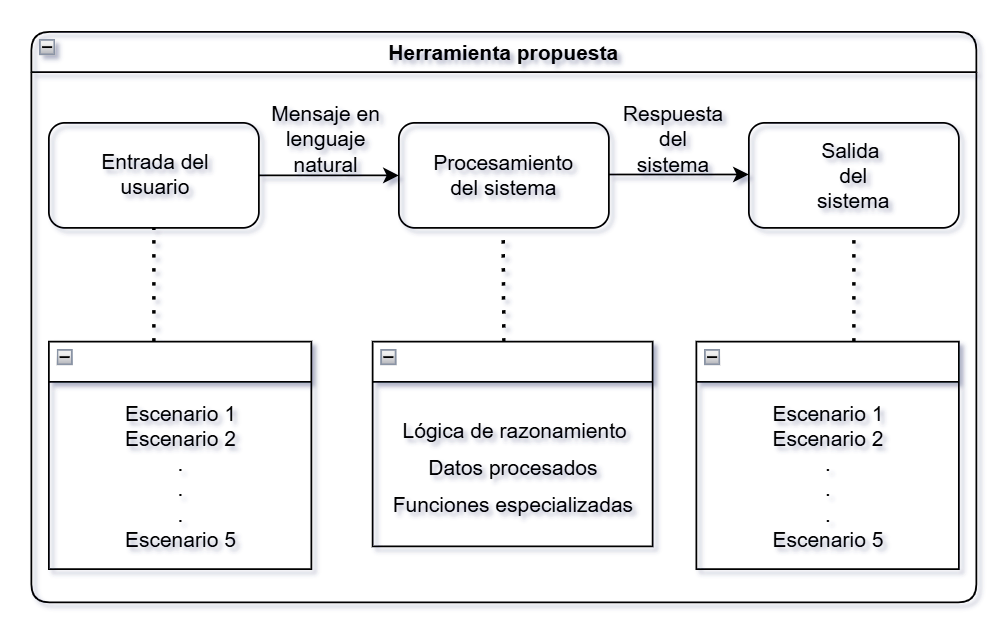 Herramienta propuesta
Entrada del
usuario
Mensaje en
lenguaje
natural
Procesamiento
del sistema
Respuesta
del
sistema
Salida
del
sistema
Escenario 1
Escenario 2
.
.
.
Escenario 5
Lógica de razonamiento
Datos procesados
Funciones especializadas
Escenario 1
Escenario 2
.
.
.
Escenario 5